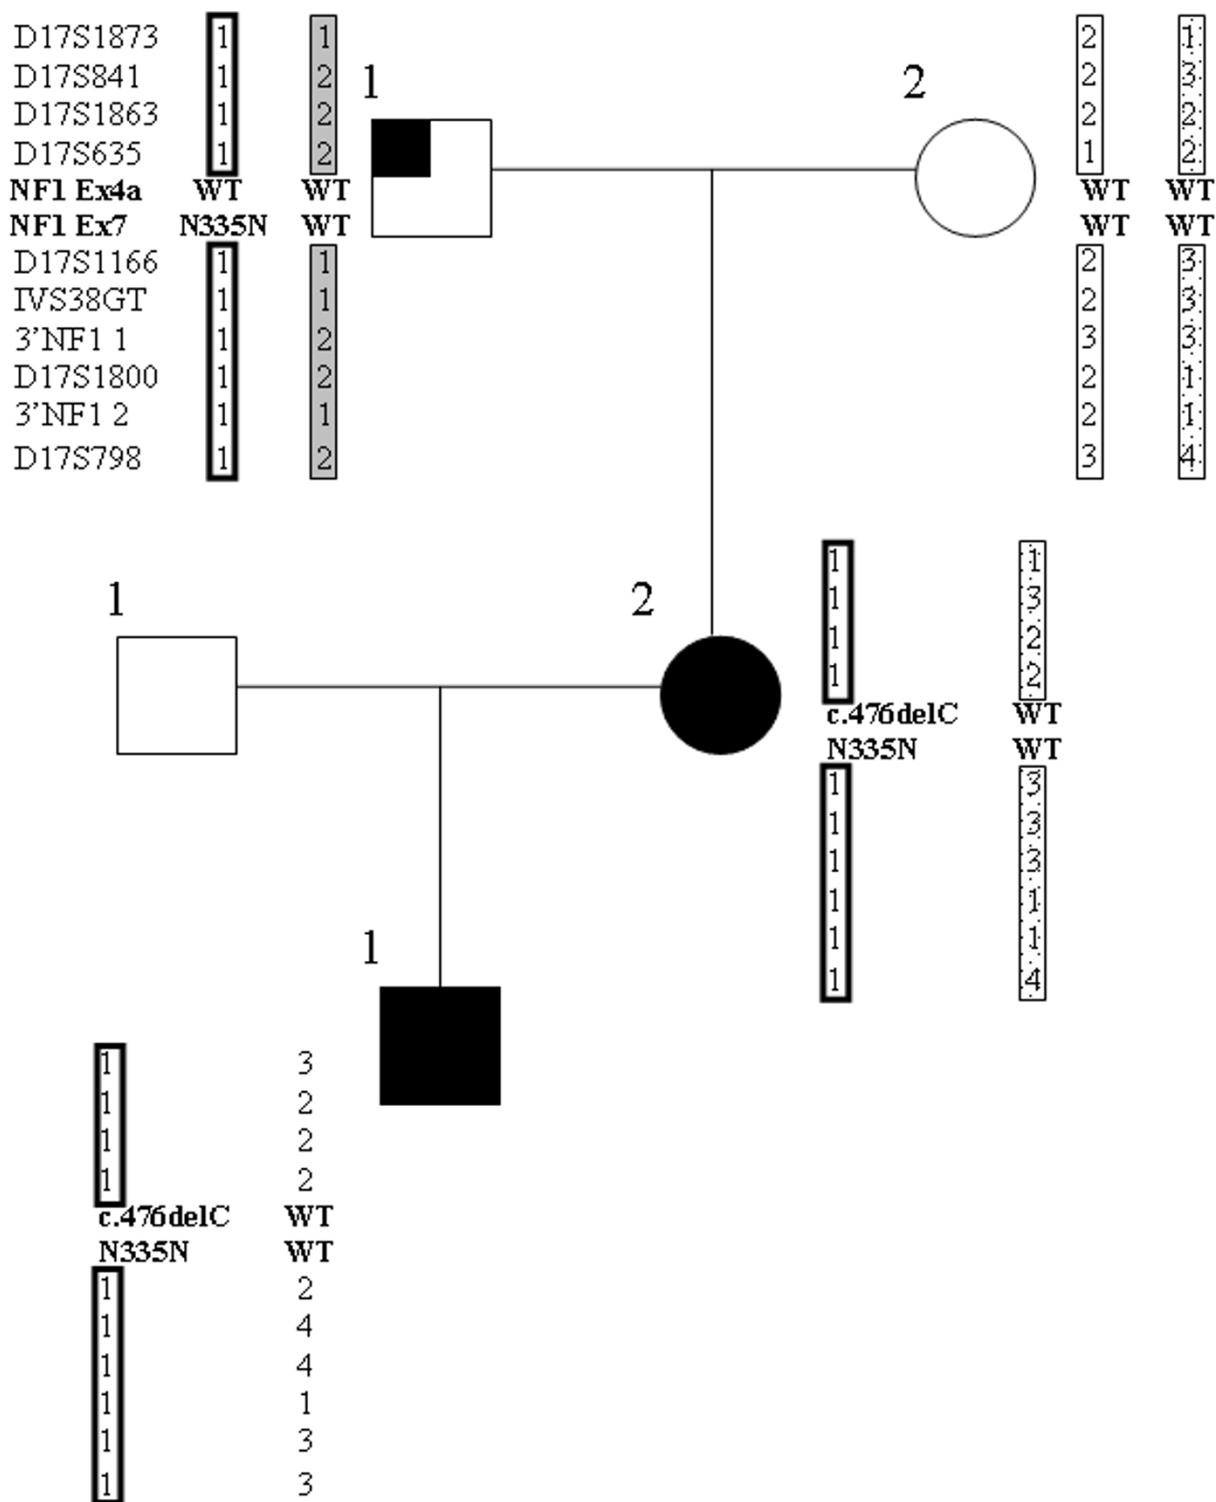 1 2
D17S1873 1 1 2 1
D17S841 1 2 2 3
D17S1863 1 2 2 2
D17S635 1 2 1 2
NF1 Ex4a WT WT WT WT
NF1 Ex7 N335N WT WT WT
D17S1166 1 1 2 3
IVS38GT 1 1 2 3
3'NF1 1 1 2 3 3
D17S1800 1 2 2 1
3'NF1 2 1 1 2 1
D17S798 1 2 3 4
1 2
1 1
1 3
1 2
1 2
c.476delC WT
N335N WT
1 3
1 3
1 3
1 1
1 1
1 4
1
1 3
1 2
1 2
1 2
c.476delC WT
N335N WT
1 2
1 4
1 4
1 1
1 3
1 3